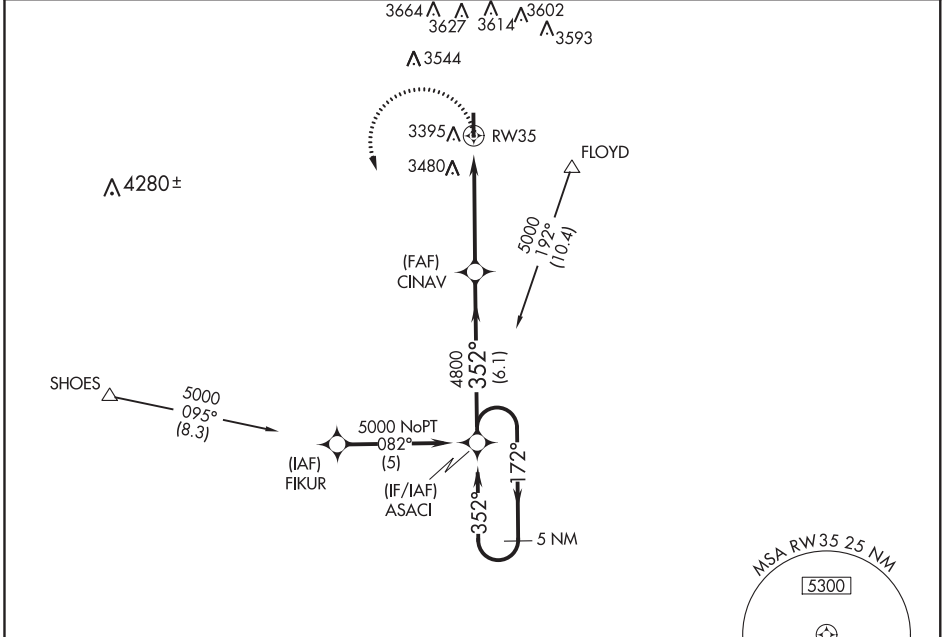 3664
3627
3614
3602
3593
3544
3395
RW35
3480
FLOYD
4280±
5000
192°
(10.4)
(FAF)
CINAV
4800
352°
(6.1)
SHOES
5000
095°
(8.3)
5000 NoPT
082°
(5)
(IAF)
FIKUR
(IF/IAF)
ASACI
172°
352°
5 NM
MSA RW35 25 NM
5300